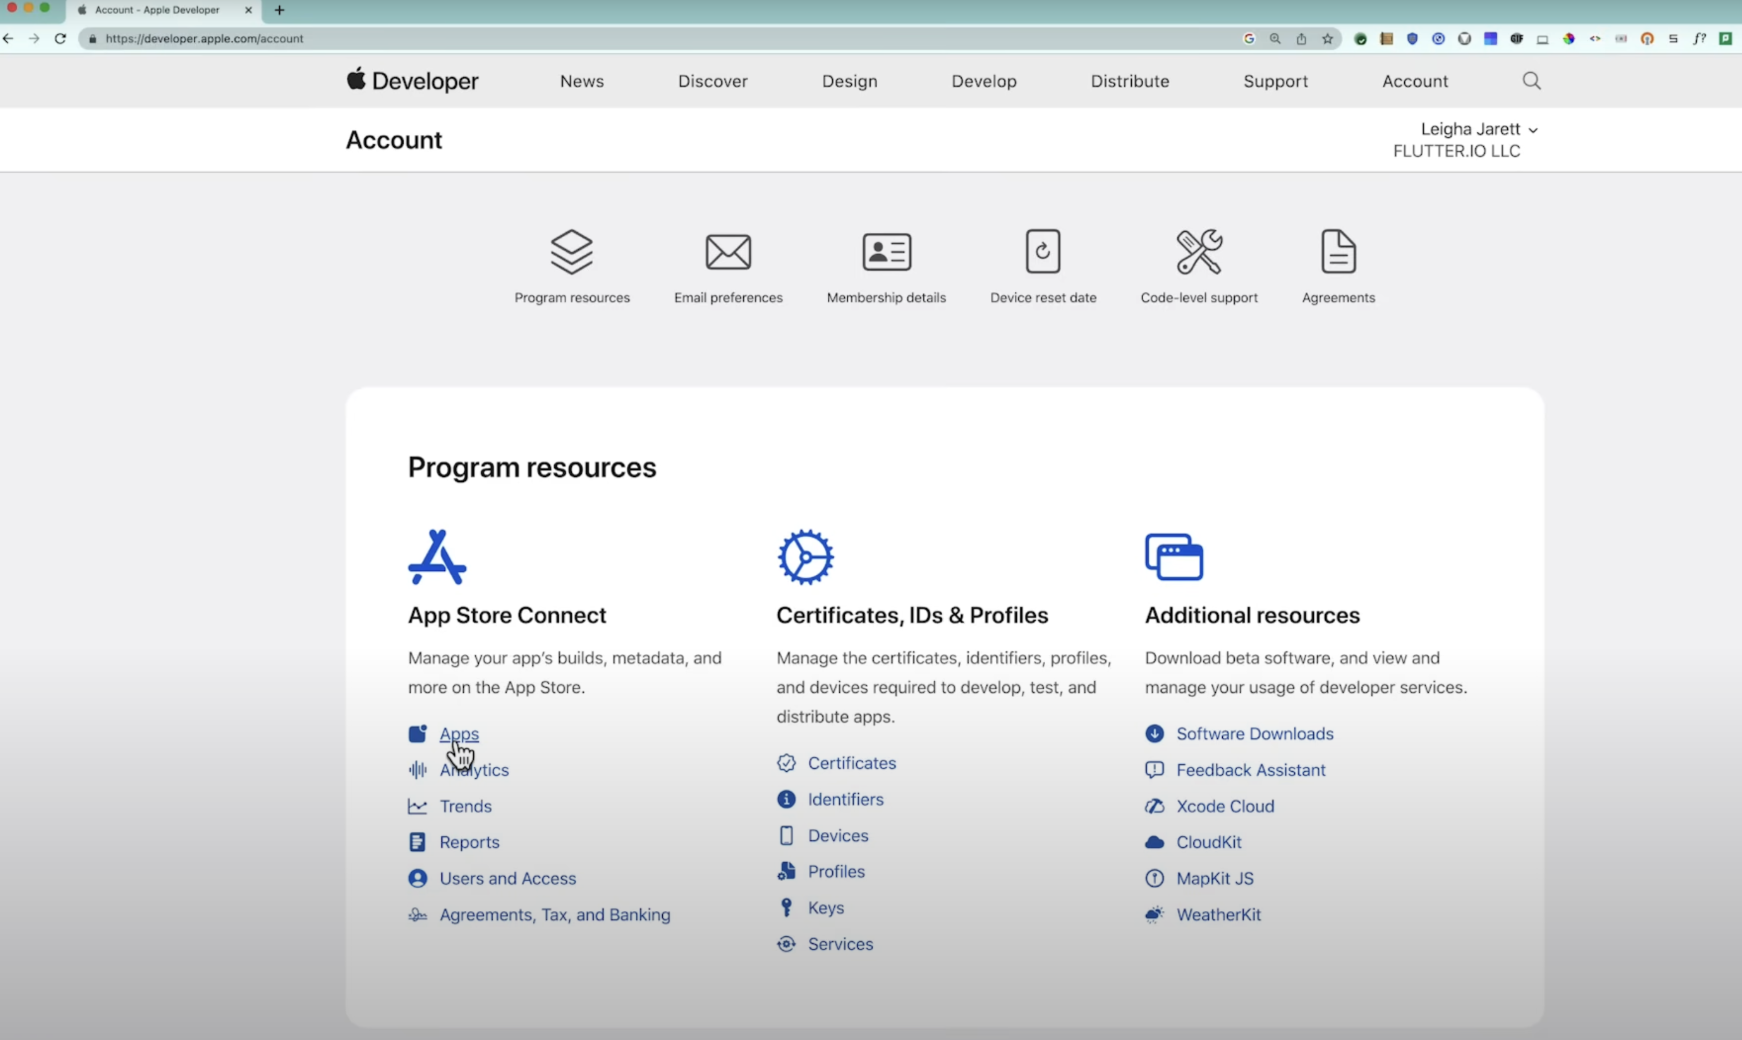 Account - Apple Developer
https://developer.apple.com/account
Developer
News
Discover
Design
Develop
Distribute
Support
Account
Account
Leigha Jarett
FLUTTER.IO LLC
Program resources
Email preferences
Membership details
Device reset date
Code-level support
Agreements
Program resources
App Store Connect
Manage your app's builds, metadata, and
more on the App Store.
Apps
Analytics
Trends
Reports
Users and Access
Agreements, Tax, and Banking
Certificates, IDs & Profiles
Manage the certificates, identifiers, profiles,
and devices required to develop, test, and
distribute apps.
Certificates
Identifiers
Devices
Profiles
Keys
Services
Additional resources
Download beta software, and view and
manage your usage of developer services.
Software Downloads
Feedback Assistant
Xcode Cloud
CloudKit
MapKit JS
WeatherKit